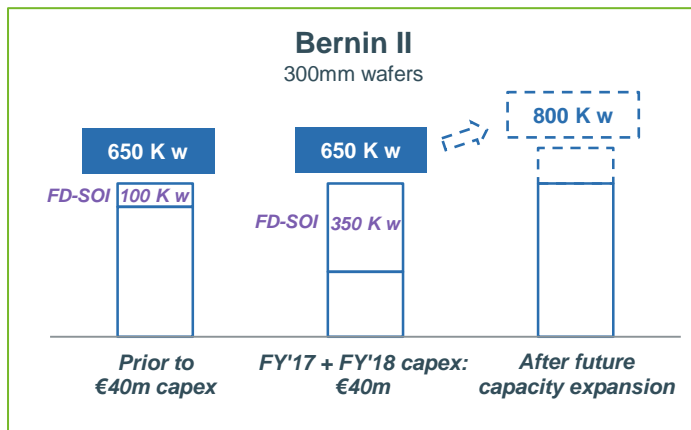 Bernin II
300mm wafers
650 K w
650 K w
800 K w
FD-SOI 100 K w
FD-SOI 350 K w
Prior to
€40m capex
FY'17 + FY'18 capex:
€40m
After future
capacity expansion